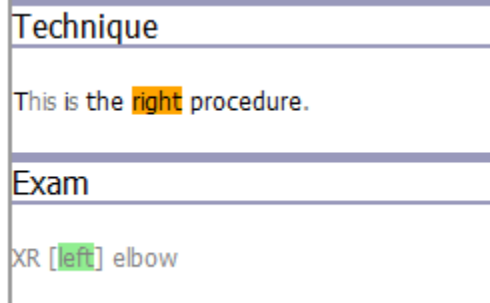 Technique
This is the right procedure.
Exam
XR [left] elbow